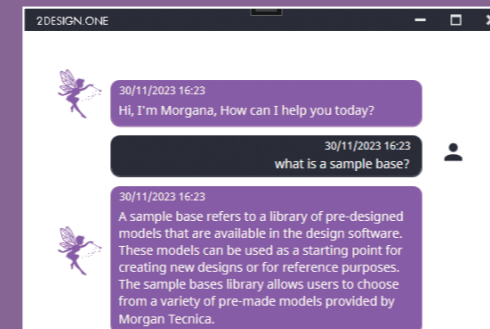 2DESIGN.ONE
30/11/2023 16:23
Hi, I'm Morgana, How can I help you today?
30/11/2023 16:23
what is a sample base?
30/11/2023 16:23
A sample base refers to a library of pre-designed
models that are available in the design software.
These models can be used as a starting point for
creating new designs or for reference purposes.
The sample bases library allows users to choose
from a variety of pre-made models provided by
Morgan Tecnica.